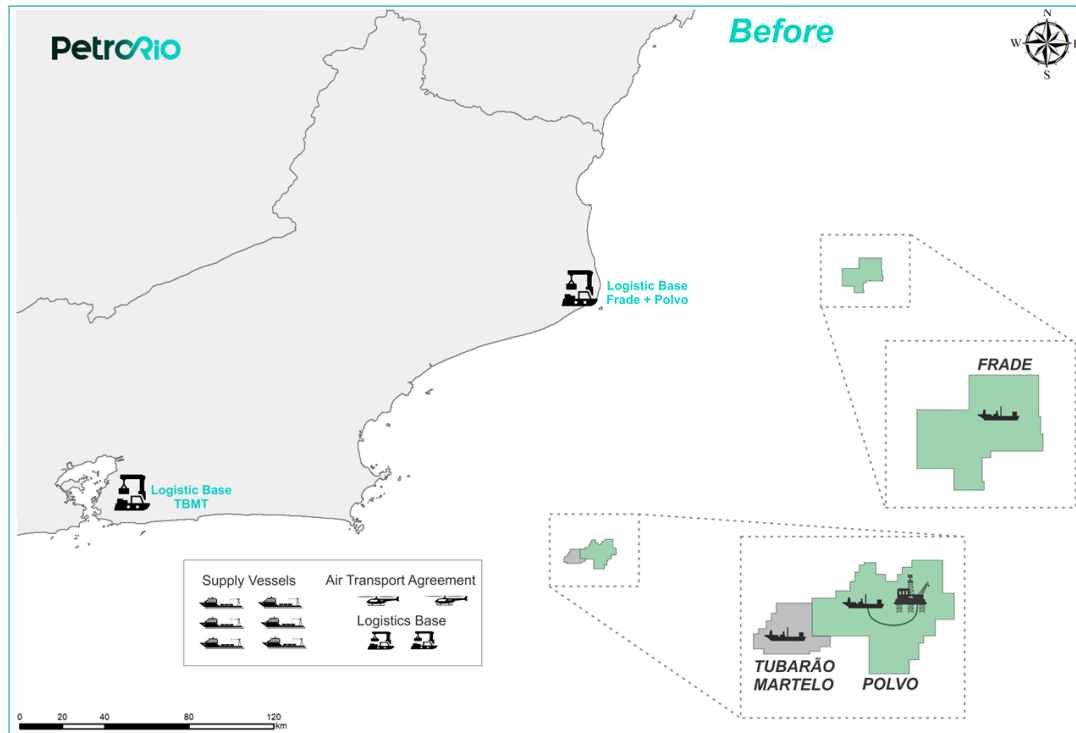 PetroRio
Before
N
W
E
S
Logistic Base
Frade + Polvo
FRADE
Logistic Base
TBMT
Supply Vessels
Air Transport Agreement
Logistics Base
TUBARÃO
MARTELO
POLVO
0 20 40 60 80 120
km